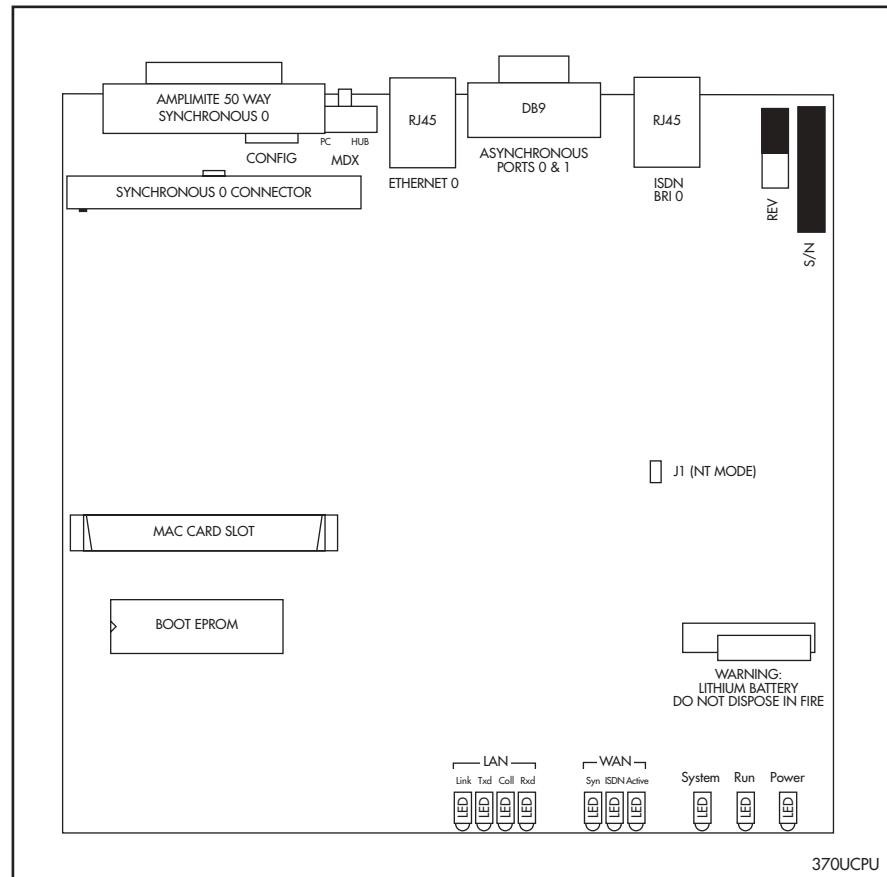 AMPLIMITE 50 WAY
SYNCHRONOUS 0
PC HUB
CONFIG
MDX
RJ45
ETHERNET 0
DB9
ASYNCHRONOUS
PORTS 0 & 1
RJ45
ISDN
BRI 0
REV
S/N
SYNCHRONOUS 0 CONNECTOR
J1 (NT MODE)
MAC CARD SLOT
BOOT EPROM
WARNING:
LITHIUM BATTERY
DO NOT DISPOSE IN FIRE
LAN
Link Txd Coll Rxd
LED LED LED LED
WAN
Syn ISDN Active
LED LED LED
System Run Power
LED LED LED
370UCPU